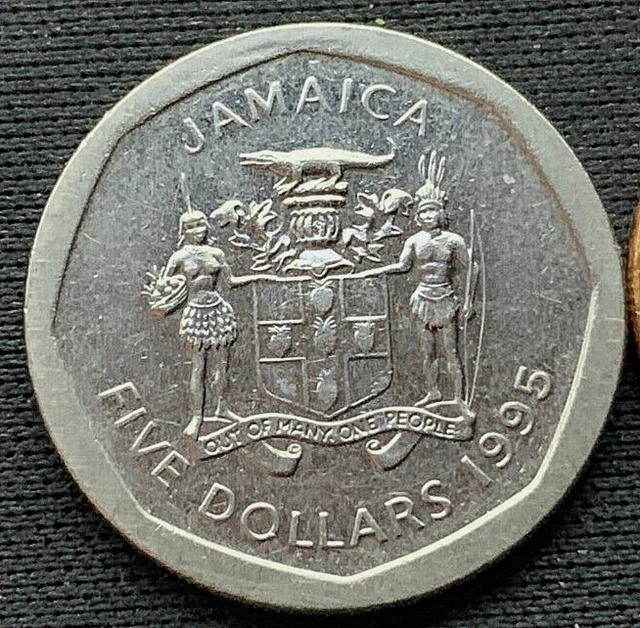 JAMAICA
OUT OF MANY, ONE PEOPLE
FIVE DOLLARS 1995